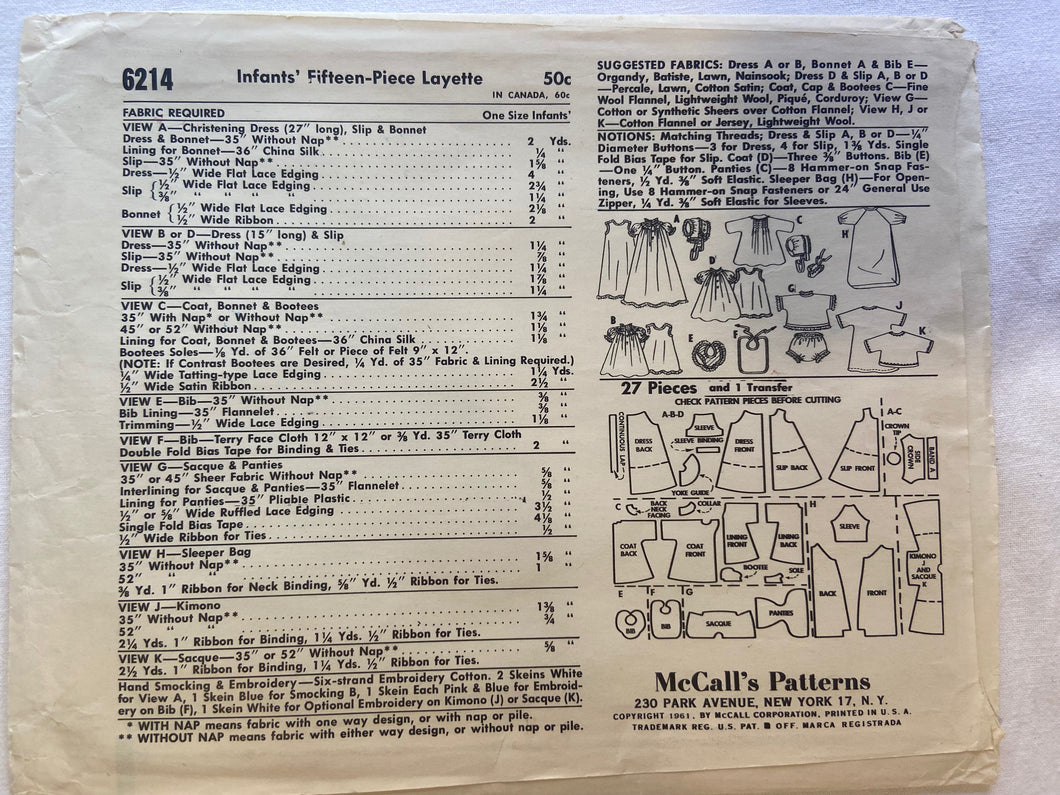 6214 Infants' Fifteen-Piece Layette 50c
IN CANADA, 60c
FABRIC REQUIRED One Size Infants'
VIEW A—Christening Dress (27" long), Slip & Bonnet
Dress & Bonnet—35" Without Nap** 2 Yds.
Lining for Bonnet—36" China Silk ¼ "
Slip—35" Without Nap** 1⅝ "
Dress—½" Wide Flat Lace Edging 4 "
Slip { ½" Wide Flat Lace Edging 2¾ "
⅜" " " " 1¼ "
Bonnet { ½" Wide Flat Lace Edging 2⅛ "
½" Wide Ribbon 2 "
VIEW B or D—Dress (15" long) & Slip
Dress—35" Without Nap** 1¼ "
Slip—35" Without Nap** ⅞ "
Dress—½" Wide Flat Lace Edging 1¼ "
Slip { ½" Wide Flat Lace Edging 1⅞ "
⅜" " " " 1¼ "
VIEW C—Coat, Bonnet & Bootees
35" With Nap* or Without Nap** 1¾ "
45" or 52" Without Nap** 1⅛ "
Lining for Coat, Bonnet & Bootees—36" China Silk 1⅛ "
Bootees Soles—⅛ Yd. of 36" Felt or Piece of Felt 9" x 12".
(NOTE: If Contrast Bootees are Desired, ¼ Yd. of 35" Fabric & Lining Required.)
¼" Wide Tatting-type Lace Edging 1¼ Yds.
½" Wide Satin Ribbon 2½ "
VIEW E—Bib—35" Without Nap** ⅜ "
Bib Lining—35" Flannelet ⅜ "
Trimming—½" Wide Lace Edging 1⅛ "
VIEW F—Bib—Terry Face Cloth 12" x 12" or ⅜ Yd. 35" Terry Cloth
Double Fold Bias Tape for Binding & Ties 2 "
VIEW G—Sacque & Panties
35" or 45" Sheer Fabric Without Nap** ⅝ "
Interlining for Sacque & Panties—35" Flannelet ⅝ "
Lining for Panties—35" Pliable Plastic ½ "
½" or ⅝" Wide Ruffled Lace Edging 3½ "
Single Fold Bias Tape 4⅛ "
½" Wide Ribbon for Ties ½ "
VIEW H—Sleeper Bag
35" Without Nap** 1⅝ "
52" " " 1 "
⅜ Yd. 1" Ribbon for Neck Binding, ⅝ Yd. ½" Ribbon for Ties.
VIEW J—Kimono
35" Without Nap** 1⅜ "
52" " " ¾ "
2¼ Yds. 1" Ribbon for Binding, 1¼ Yds. ½" Ribbon for Ties.
VIEW K—Sacque—35" or 52" Without Nap** ⅝ "
2½ Yds. 1" Ribbon for Binding, 1¼ Yds. ½" Ribbon for Ties.
Hand Smocking & Embroidery—Six-strand Embroidery Cotton. 2 Skeins White
for View A, 1 Skein Blue for Smocking B, 1 Skein Each Pink & Blue for Embroid-
ery on Bib (F), 1 Skein White for Optional Embroidery on Kimono (J) or Sacque (K).
* WITH NAP means fabric with one way design, or with nap or pile.
** WITHOUT NAP means fabric with either way design, or without nap or pile.
SUGGESTED FABRICS: Dress A or B, Bonnet A & Bib E—
Organdy, Batiste, Lawn, Nainsook; Dress D & Slip A, B or D
—Percale, Lawn, Cotton Satin; Coat, Cap & Bootees C—Fine
Wool Flannel, Lightweight Wool, Piqué, Corduroy; View G—
Cotton or Synthetic Sheers over Cotton Flannel; View H, J or
K—Cotton Flannel or Jersey, Lightweight Wool.
NOTIONS: Matching Threads; Dress & Slip A, B or D—¼"
Diameter Buttons—3 for Dress, 4 for Slip, 1⅜ Yds. Single
Fold Bias Tape for Slip. Coat (D)—Three ⅜" Buttons. Bib (E)
—One ¼" Button. Panties (C)—8 Hammer-on Snap Fas-
teners, ½ Yd. ⅜" Soft Elastic. Sleeper Bag (H)—For Open-
ing, Use 8 Hammer-on Snap Fasteners or 24" General Use
Zipper, ¼ Yd. ⅜" Soft Elastic for Sleeves.
A C
H
D
G
J
B
E F
K
27 Pieces and 1 Transfer
CHECK PATTERN PIECES BEFORE CUTTING
CONTINUOUS LAP
A-B-D
DRESS BACK
SLEEVE
SLEEVE BINDING
YOKE GUIDE
DRESS FRONT
SLIP BACK
SLIP FRONT
A-C
CROWN TIP
SIDE CROWN
BAND A
C
BACK NECK FACING
COLLAR
COAT BACK
COAT FRONT
LINING FRONT
LINING BACK
BOOTEE
SOLE
H
SLEEVE
BACK
FRONT
KIMONO J AND SACQUE K
E
BIB
F
BIB
G
SACQUE
PANTIES
McCall's Patterns
230 PARK AVENUE, NEW YORK 17, N. Y.
COPYRIGHT 1961, BY McCALL CORPORATION, PRINTED IN U. S. A.
TRADEMARK REG. U.S. PAT. OFF. MARCA REGISTRADA